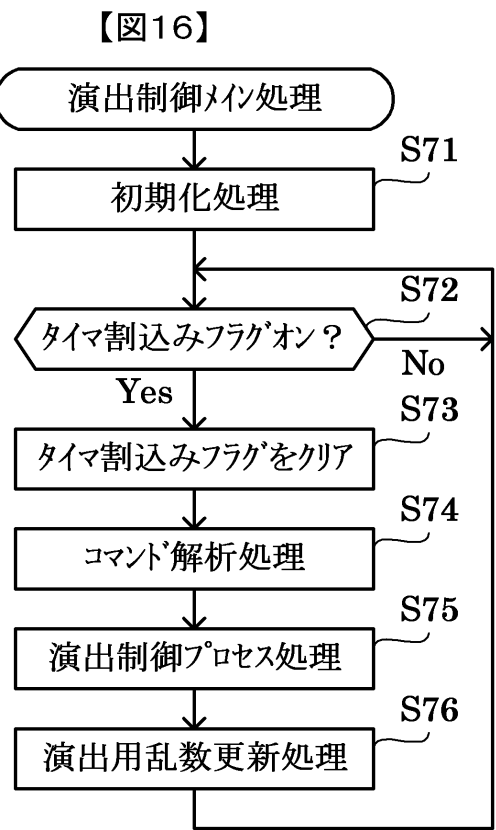 【図16】
演出制御ﾒｲﾝ処理
S71
初期化処理
S72
ﾀｲﾏ割込みﾌﾗｸﾞｵﾝ？
No
Yes
S73
ﾀｲﾏ割込みﾌﾗｸﾞをｸﾘｱ
S74
ｺﾏﾝﾄﾞ解析処理
S75
演出制御ﾌﾟﾛｾｽ処理
S76
演出用乱数更新処理